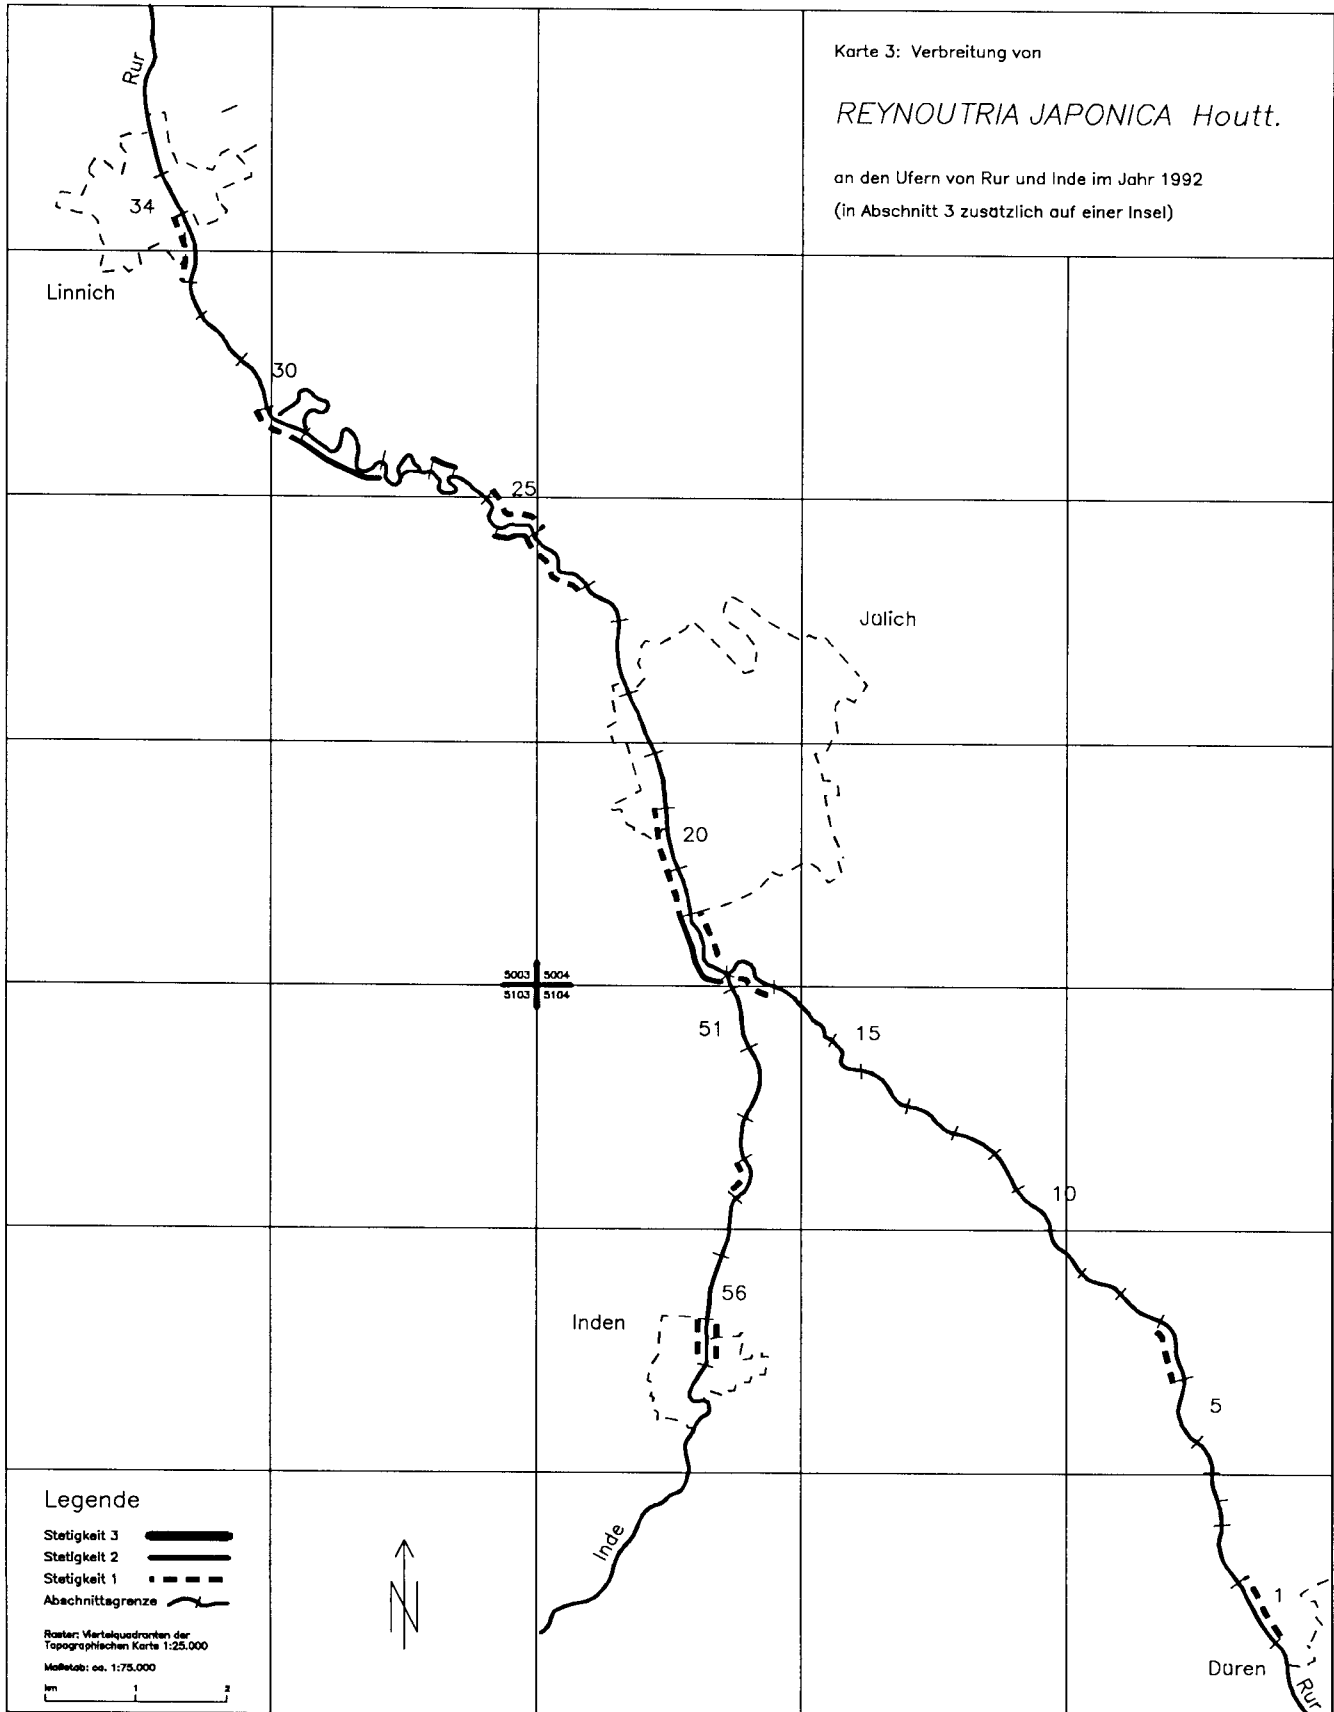 Karte 3: Verbreitung von
REYNOUTRIA JAPONICA Houtt.
an den Ufern von Rur und Inde im Jahr 1992
(in Abschnitt 3 zusätzlich auf einer Insel)
Rur
34
Linnich
30
25
Jülich
20
5003 5004
5103 5104
51
15
10
56
Inden
5
Inde
1
Düren
Rur
Legende
Stetigkeit 3
Stetigkeit 2
Stetigkeit 1
Abschnittsgrenze
Raster: Viertelquadranten der
Topographischen Karte 1:25.000
Maßstab: ca. 1:75.000
km 1 2
N